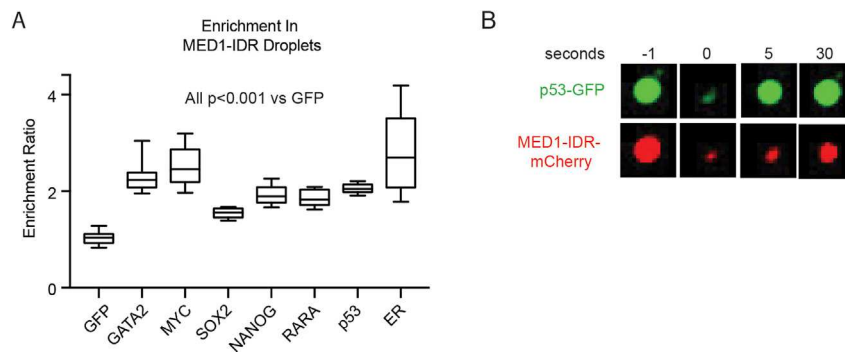 A
Enrichment In
MED1-IDR Droplets
All p<0.001 vs GFP
Enrichment Ratio
4
2
0
GFP
GATA2
MYC
SOX2
NANOG
RARA
p53
ER
B
seconds -1 0 5 30
p53-GFP
MED1-IDR-
mCherry